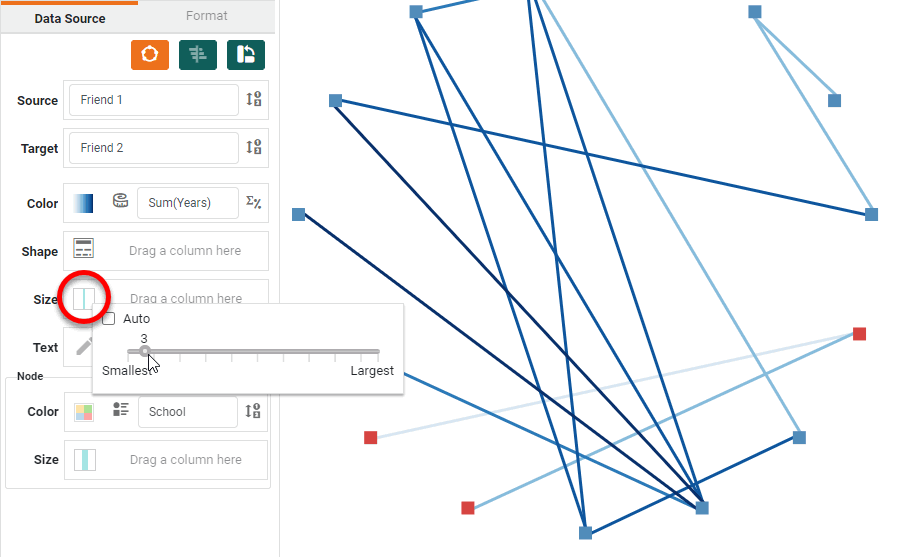 Data Source
Format
Source
Friend 1
Target
Friend 2
Color
Sum(Years)
Σ%
Shape
Drag a column here
Size
Drag a column here
Auto
3
Smallest
Largest
Text
Node
Color
School
Size
Drag a column here